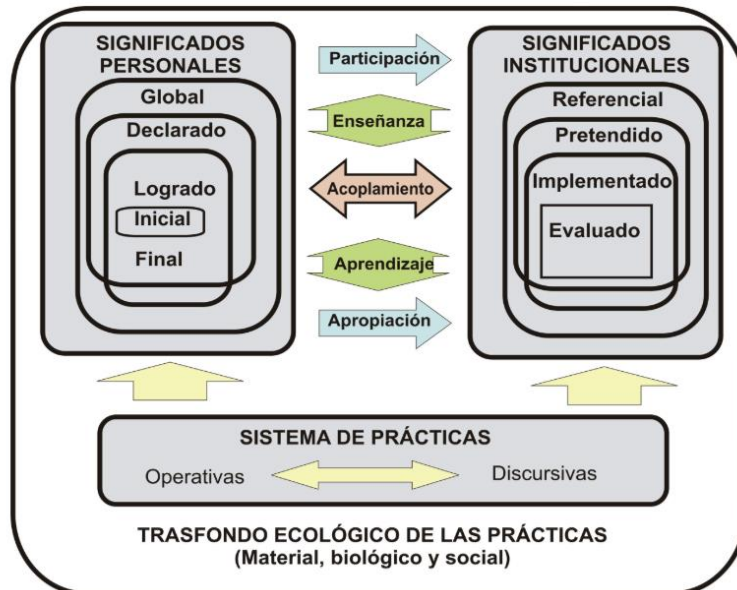 SIGNIFICADOS
PERSONALES
Global
Declarado
Logrado
Inicial
Final
Participación
Enseñanza
Acoplamiento
Aprendizaje
Apropiación
SIGNIFICADOS
INSTITUCIONALES
Referencial
Pretendido
Implementado
Evaluado
SISTEMA DE PRÁCTICAS
Operativas
Discursivas
TRASFONDO ECOLÓGICO DE LAS PRÁCTICAS
(Material, biológico y social)